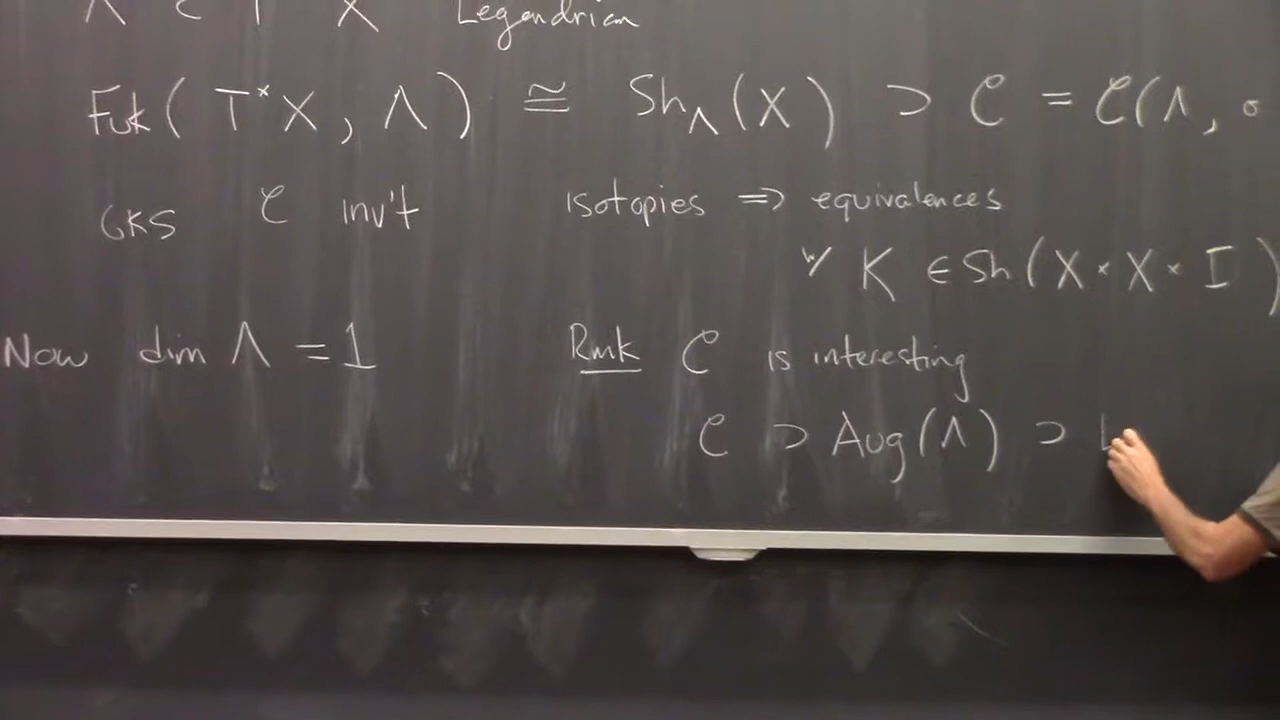 Λ ⊂ T X Legendrian
Fuk(T*X, Λ) ≅ Sh_Λ(X) ⊃ C = C(Λ,
GKS C inv't isotopies ⇒ equivalences
w/ K ∈ Sh(X × X × I)
Now dim Λ = 1 Rmk C is interesting
C ⊃ Aug(Λ) ⊃